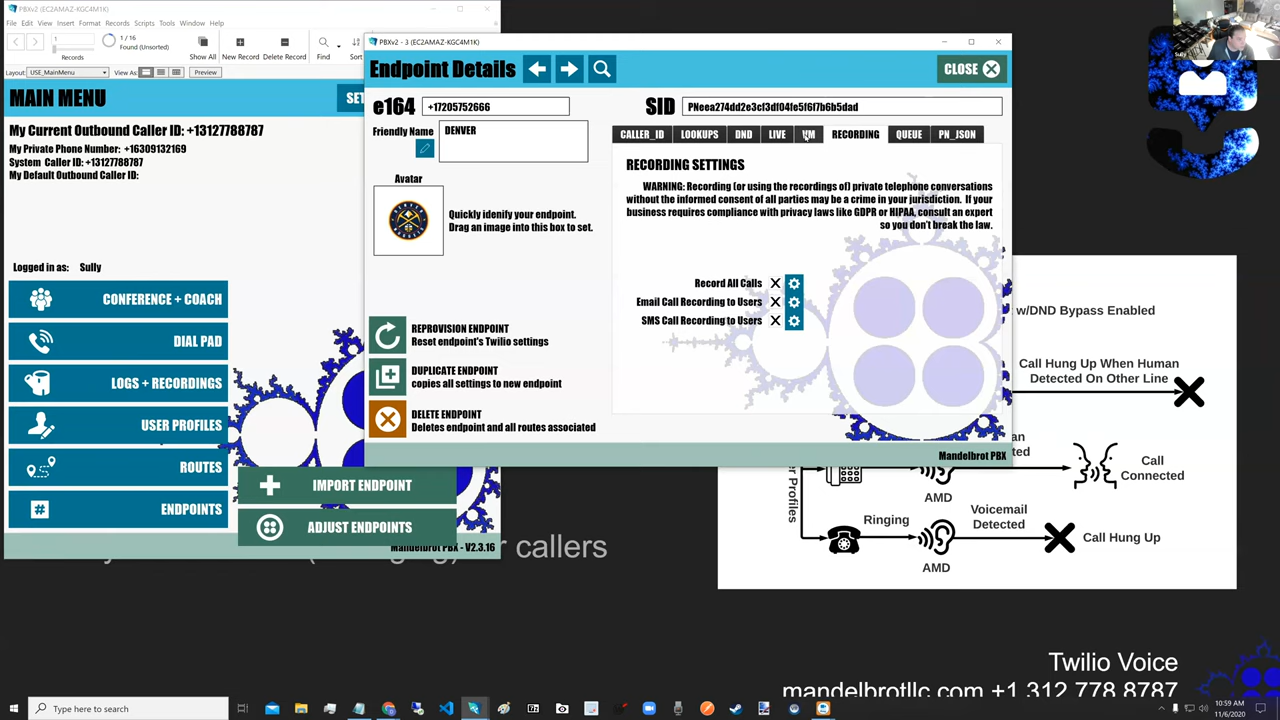 PBXv2 (EC2AMAZ-KGC4M1K)
File Edit View Insert Format Records Scripts Tools Window Help
1
1 / 16
Found (Unsorted)
Records
Show All
New Record
Delete Record
Find
Sort
Layout: USE_MainMenu
View As:
Preview
MAIN MENU
SET
My Current Outbound Caller ID: +13127788787
My Private Phone Number: +16309132169
System Caller ID: +13127788787
My Default Outbound Caller ID:
Logged in as: Sully
CONFERENCE + COACH
DIAL PAD
LOGS + RECORDINGS
USER PROFILES
ROUTES
ENDPOINTS
IMPORT ENDPOINT
ADJUST ENDPOINTS
Mandelbrot PBX - V2.3.16
PBXv2 - 3 (EC2AMAZ-KGC4M1K)
Endpoint Details
CLOSE
e164 +17205752666
SID PNeea274dd2e3cf3df04fe5f6f7b6b5dad
Friendly Name DENVER
Avatar
Quickly idenify your endpoint.
Drag an image into this box to set.
REPROVISION ENDPOINT
Reset endpoint's Twilio settings
DUPLICATE ENDPOINT
copies all settings to new endpoint
DELETE ENDPOINT
Deletes endpoint and all routes associated
CALLER_ID LOOKUPS DND LIVE VM RECORDING QUEUE PN_JSON
RECORDING SETTINGS
WARNING: Recording (or using the recordings of) private telephone conversations
without the informed consent of all parties may be a crime in your jurisdiction. If your
business requires compliance with privacy laws like GDPR or HIPAA, consult an expert
so you don't break the law.
Record All Calls X
Email Call Recording to Users X
SMS Call Recording to Users X
Mandelbrot PBX
Sully
w/DND Bypass Enabled
Call Hung Up When Human
Detected On Other Line
Call
Connected
AMD
r Profiles
Ringing
Voicemail
Detected
Call Hung Up
AMD
r callers
Twilio Voice
mandelbrotllc.com +1 312 778 8787
Type here to search
10:59 AM
11/6/2020